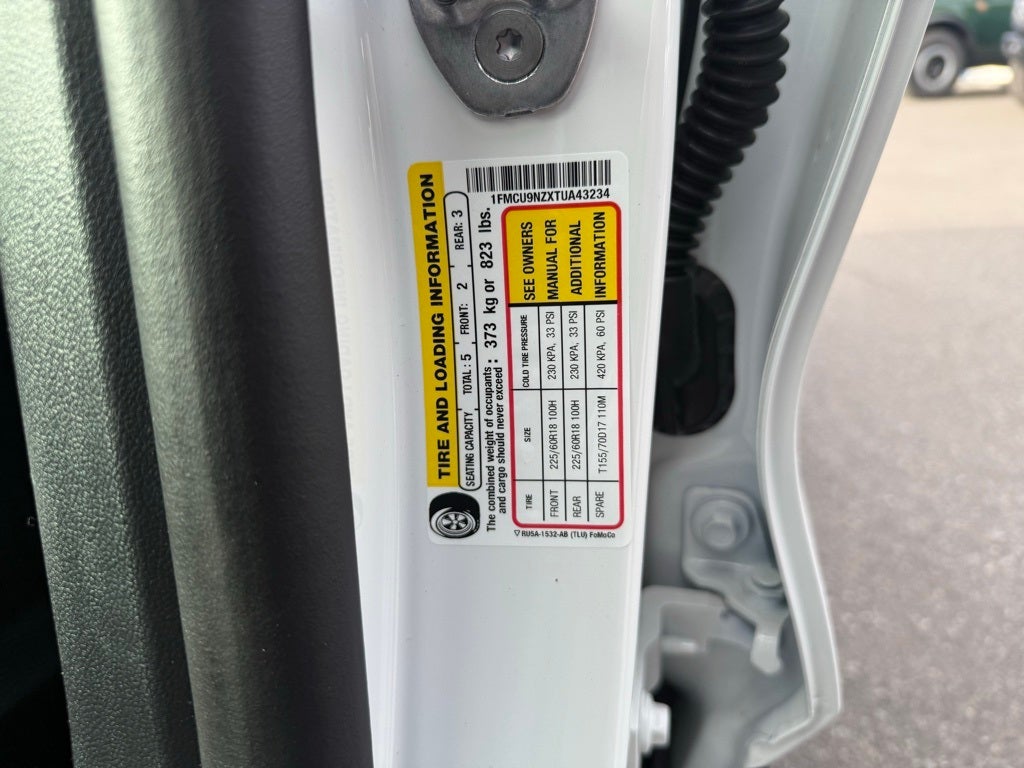 1FMCU9NZXTUA43234
TIRE AND LOADING INFORMATION
SEATING CAPACITY TOTAL : 5 FRONT: 2 REAR: 3
The combined weight of occupants : 373 kg or 823 lbs.
and cargo should never exceed
TIRE SIZE COLD TIRE PRESSURE SEE OWNERS
FRONT 225/60R18 100H 230 KPA, 33 PSI MANUAL FOR
REAR 225/60R18 100H 230 KPA, 33 PSI ADDITIONAL
SPARE T155/70D17 110M 420 KPA, 60 PSI INFORMATION
RU5A-1532-AB (TLU) FoMoCo